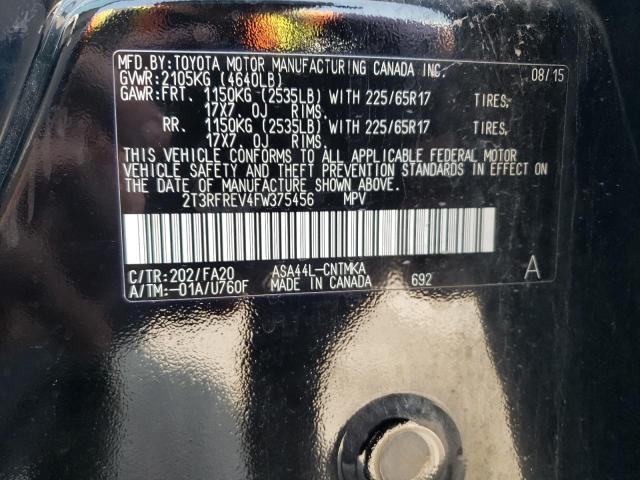 MFD.BY:TOYOTA MOTOR MANUFACTURING CANADA INC. 08/15
GVWR:2105KG (4640LB)
GAWR:FRT. 1150KG (2535LB) WITH 225/65R17 TIRES,
17X7.0J RIMS.
RR. 1150KG (2535LB) WITH 225/65R17 TIRES,
17X7.0J RIMS.
THIS VEHICLE CONFORMS TO ALL APPLICABLE FEDERAL MOTOR
VEHICLE SAFETY AND THEFT PREVENTION STANDARDS IN EFFECT ON
THE DATE OF MANUFACTURE SHOWN ABOVE.
2T3RFREV4FW375456 MPV
C/TR:202/FA20 ASA44L-CNTMKA A
A/TM:-01A/U760F MADE IN CANADA 692